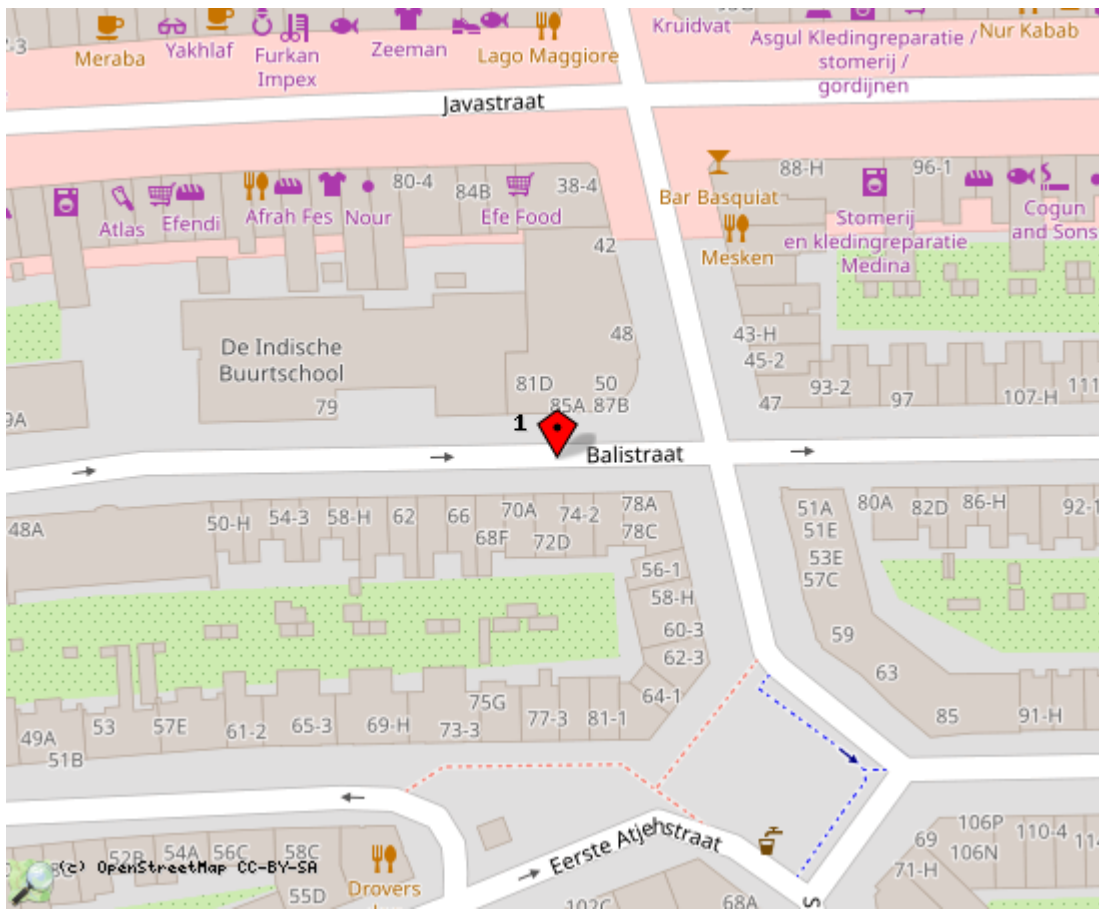 Meraba
Yakhlaf
Furkan
Impex
Zeeman
Lago Maggiore
Kruidvat
Asgul Kledingreparatie /
stomerij /
gordijnen
Nur Kabab
Javastraat
80-4
84B
38-4
88-H
96-1
Atlas
Efendi
Afrah Fes
Nour
Efe Food
Bar Basquiat
Mesken
Stomerij
en kledingreparatie
Medina
Cogun
and Sons
42
48
43-H
45-2
De Indische
Buurtschool
79
81D
50
85A
87B
47
93-2
97
107-H
111
9A
1
Balistraat
48A
50-H
54-3
58-H
62
66
68F
70A
72D
74-2
78A
78C
51A
51E
53E
57C
80A
82D
86-H
92-1
56-1
58-H
60-3
62-3
64-1
59
63
85
91-H
49A
51B
53
57E
61-2
65-3
69-H
73-3
75G
77-3
81-1
Eerste Atjehstraat
52B
54A
56C
58C
55D
(c) OpenStreetMap CC-BY-SA
Drovers
102C
68A
69
71-H
106P
106N
110-4